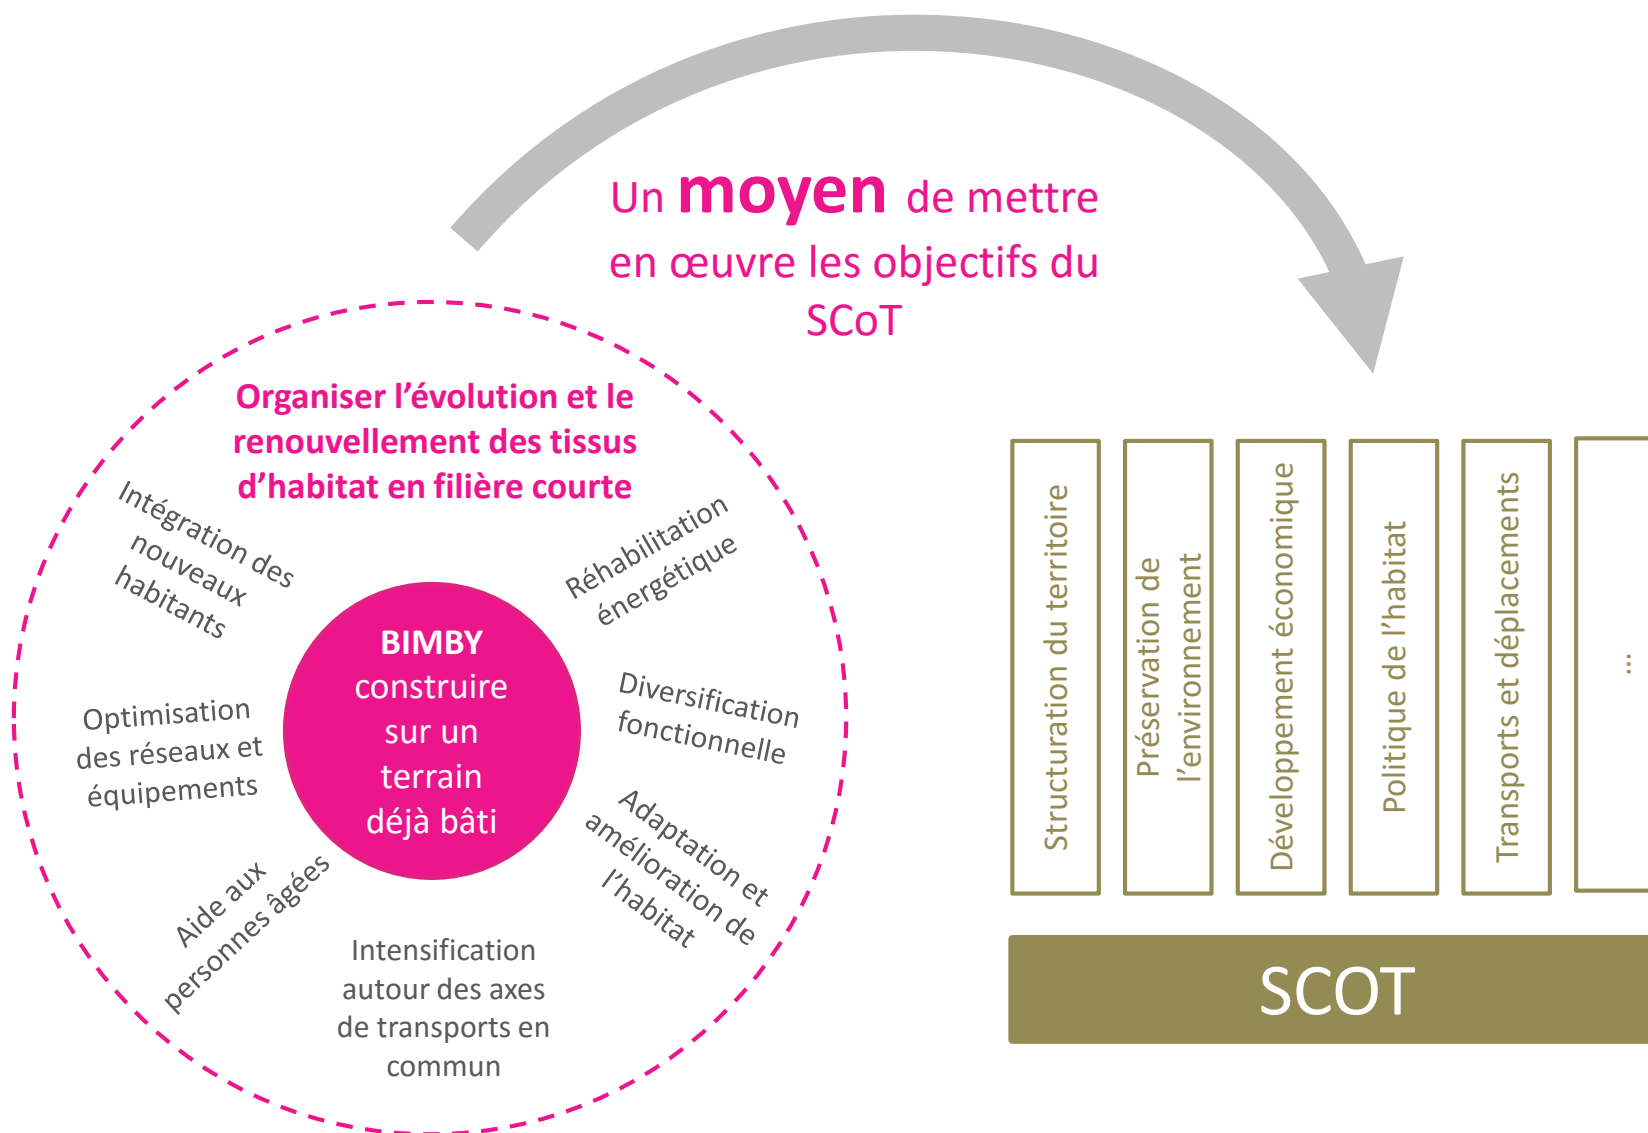 Un moyen de mettre
en œuvre les objectifs du
SCoT
Organiser l’évolution et le
renouvellement des tissus
d’habitat en filière courte
Intégration des
nouveaux
habitants
Réhabilitation
énergétique
BIMBY
construire
sur un
terrain
déjà bâti
Optimisation
des réseaux et
équipements
Diversification
fonctionnelle
Aide aux
personnes âgées
Adaptation et
amélioration de
l’habitat
Intensification
autour des axes
de transports en
commun
Structuration du territoire
Préservation de
l’environnement
Développement économique
Politique de l’habitat
Transports et déplacements
...
SCOT